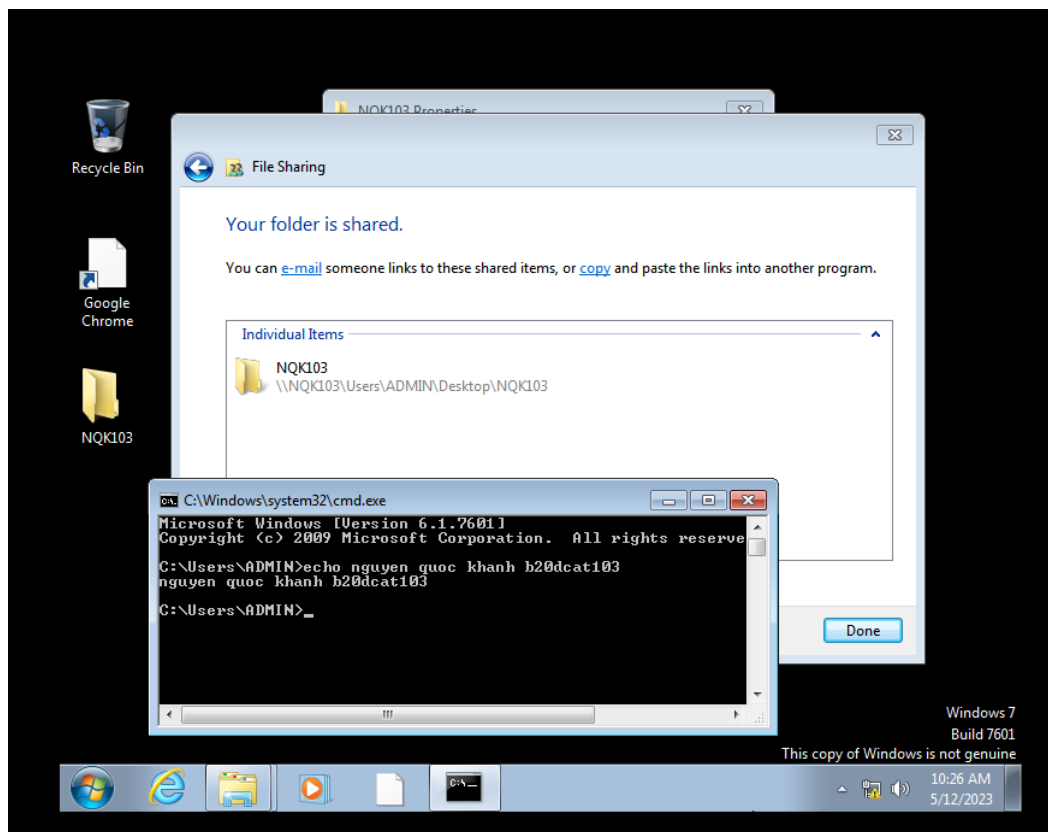 NQK103 Properties
Recycle Bin
File Sharing
Your folder is shared.
You can e-mail someone links to these shared items, or copy and paste the links into another program.
Google
Chrome
Individual Items
NQK103
\\NQK103\Users\ADMIN\Desktop\NQK103
NQK103
C:\Windows\system32\cmd.exe
Microsoft Windows [Version 6.1.7601]
Copyright (c) 2009 Microsoft Corporation.  All rights reserve
C:\Users\ADMIN>echo nguyen quoc khanh b20dcat103
nguyen quoc khanh b20dcat103
C:\Users\ADMIN>_
Done
Windows 7
Build 7601
This copy of Windows is not genuine
10:26 AM
5/12/2023